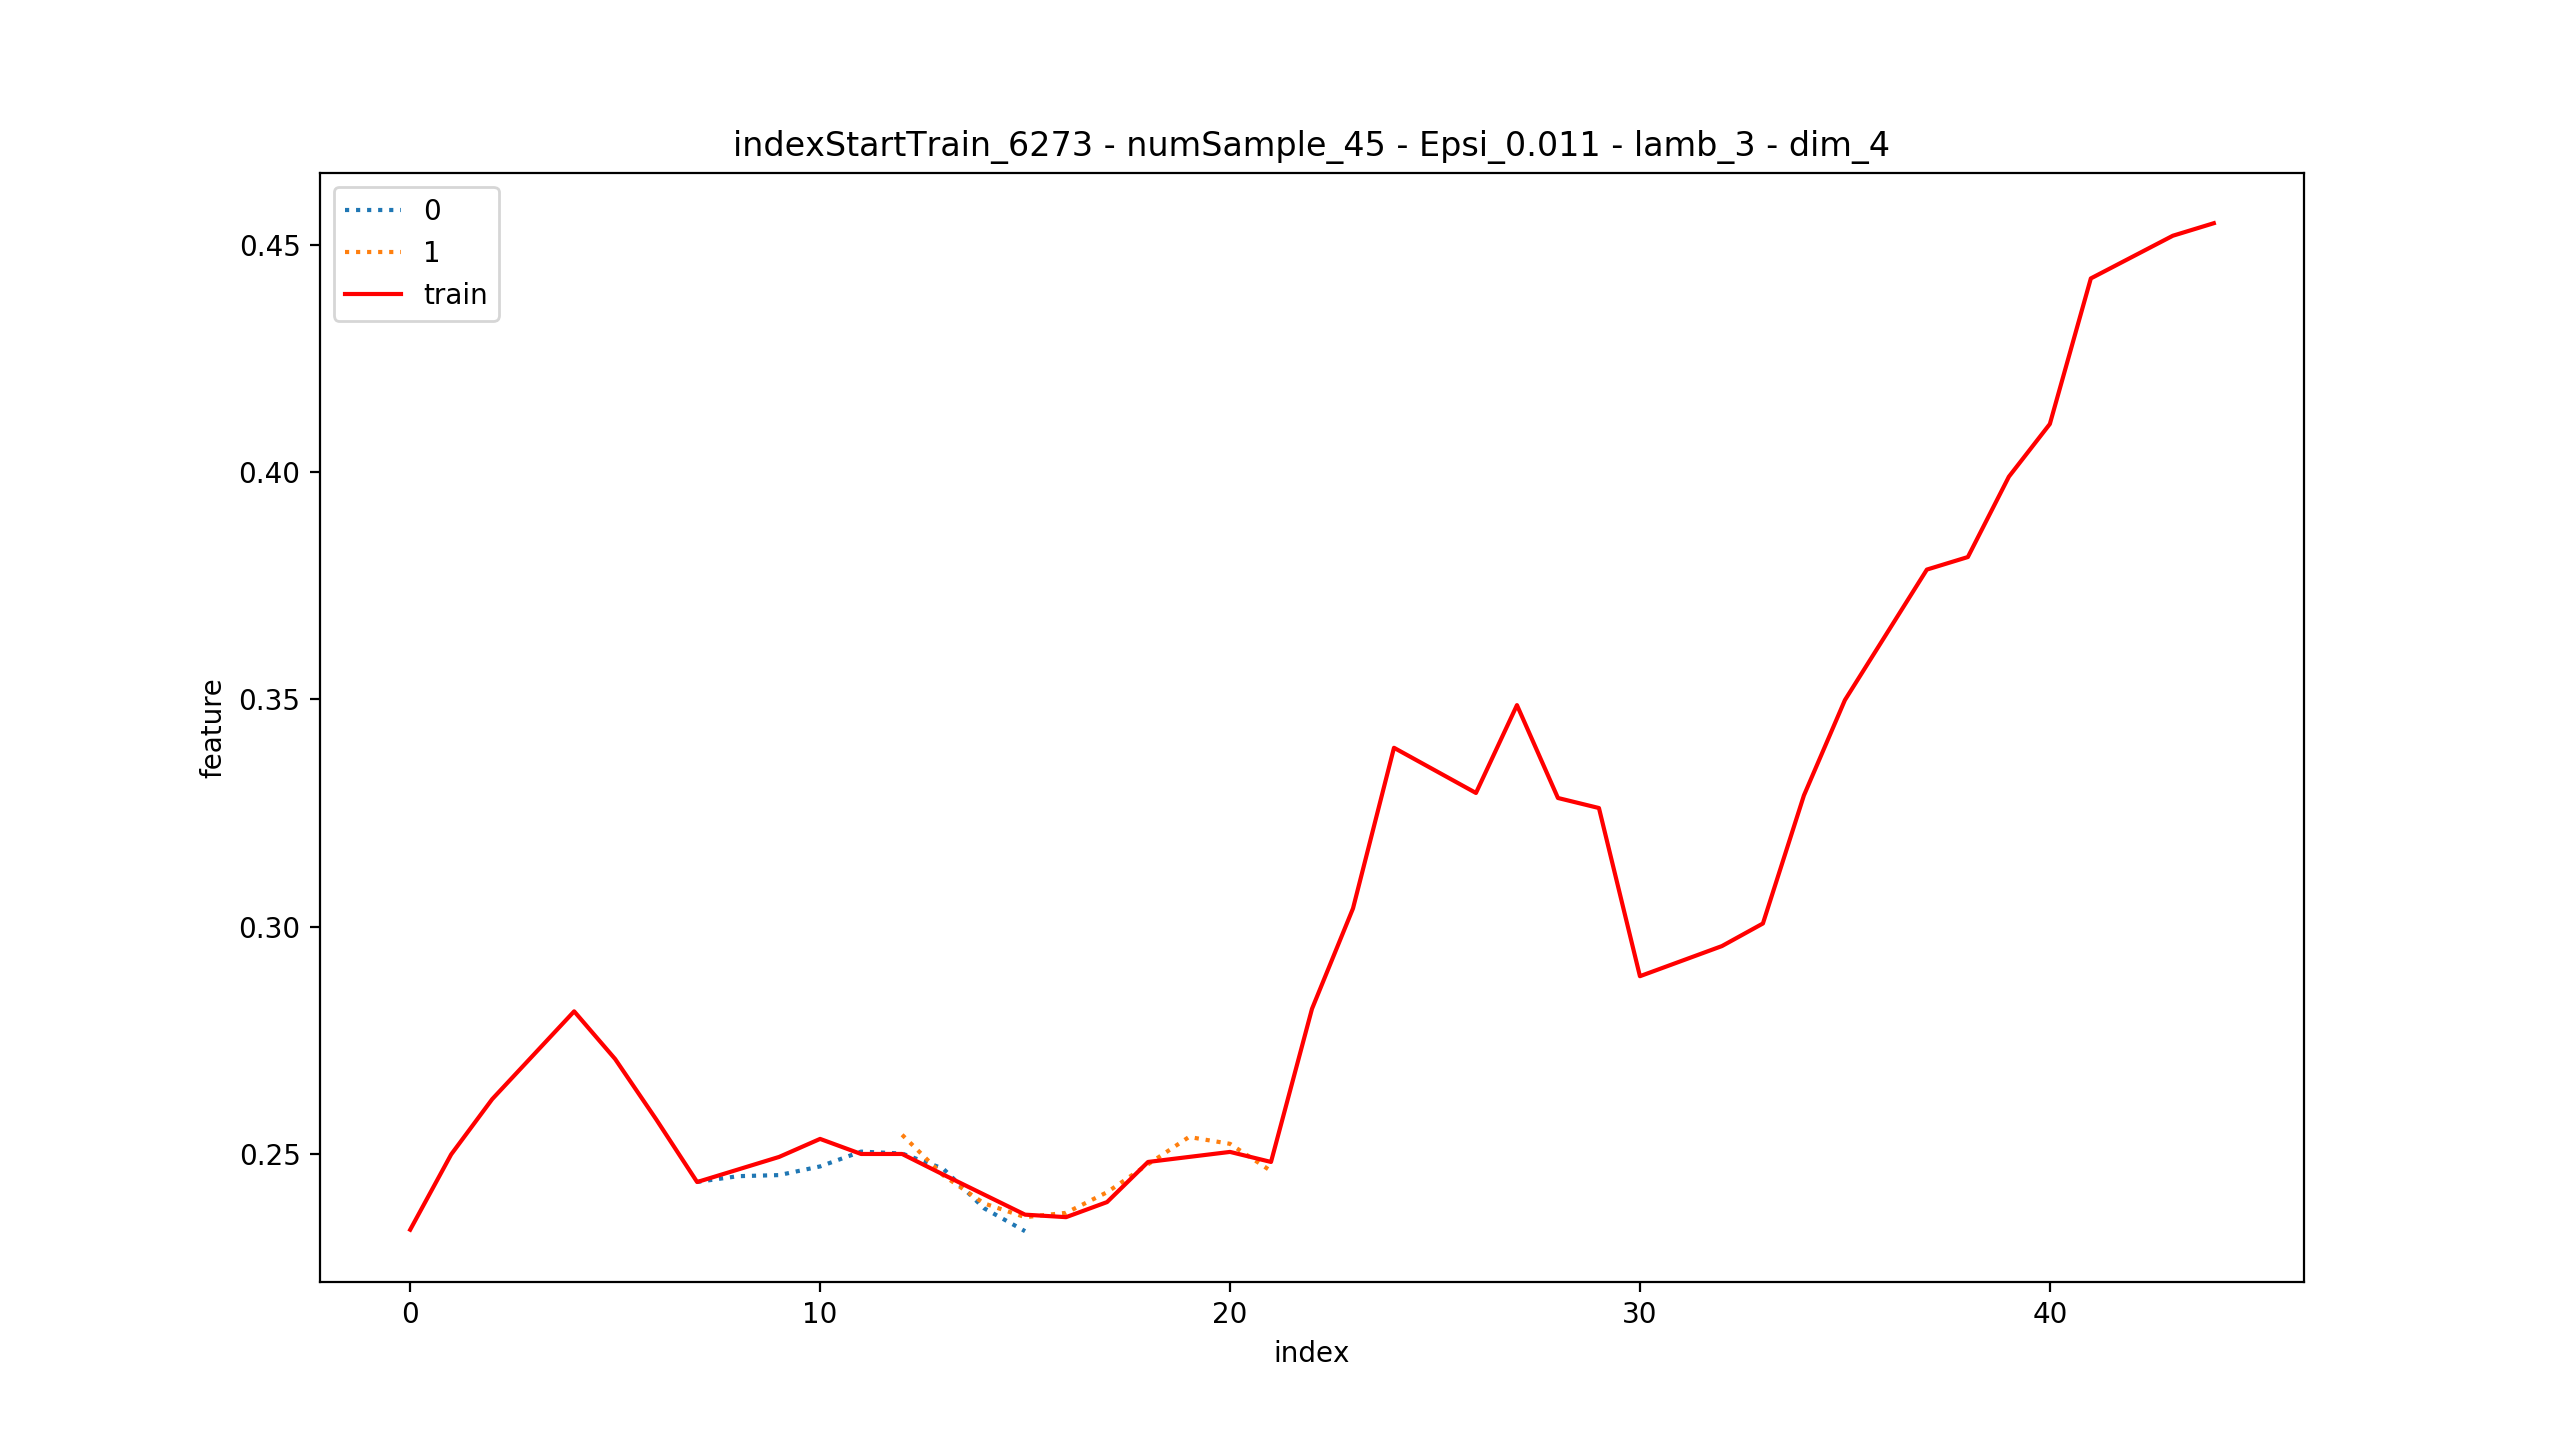 indexStartTrain_6273 - numSample_45 - Epsi_0.011 - lamb_3 - dim_4
0
1
train
0.45
0.40
0.35
0.30
0.25
feature
0 10 20 30 40
index